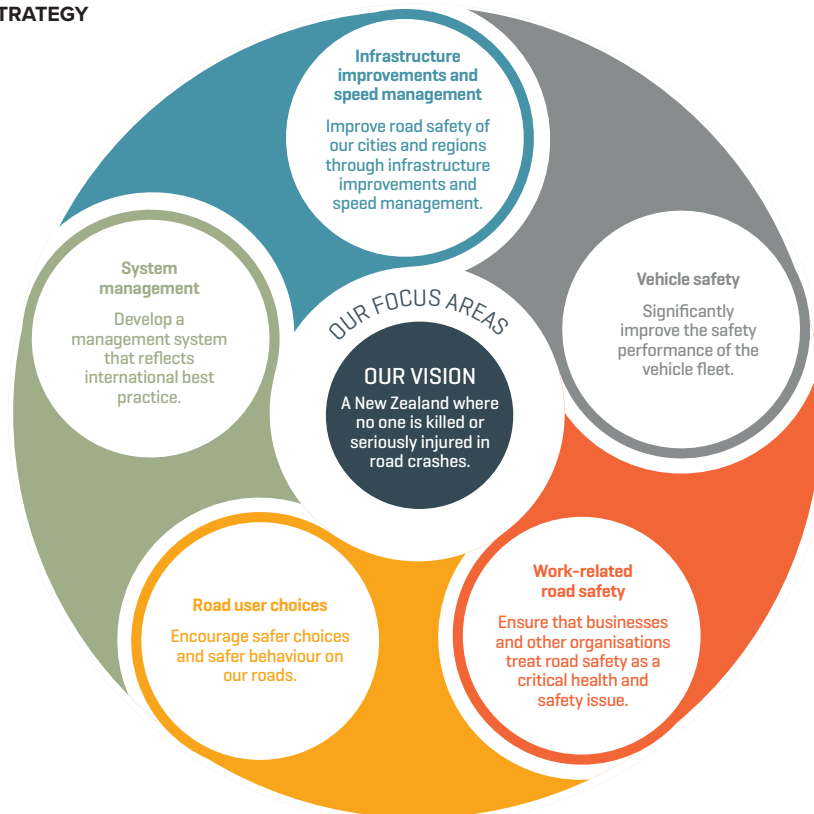 TRATEGY
Infrastructure
improvements and
speed management
Improve road safety of
our cities and regions
through infrastructure
improvements and
speed management.
Vehicle safety
Significantly
improve the safety
performance of the
vehicle fleet.
Work-related
road safety
Ensure that businesses
and other organisations
treat road safety as a
critical health and
safety issue.
Road user choices
Encourage safer choices
and safer behaviour on
our roads.
System
management
Develop a
management system
that reflects
international best
practice.
OUR FOCUS AREAS
OUR VISION
A New Zealand where
no one is killed or
seriously injured in
road crashes.